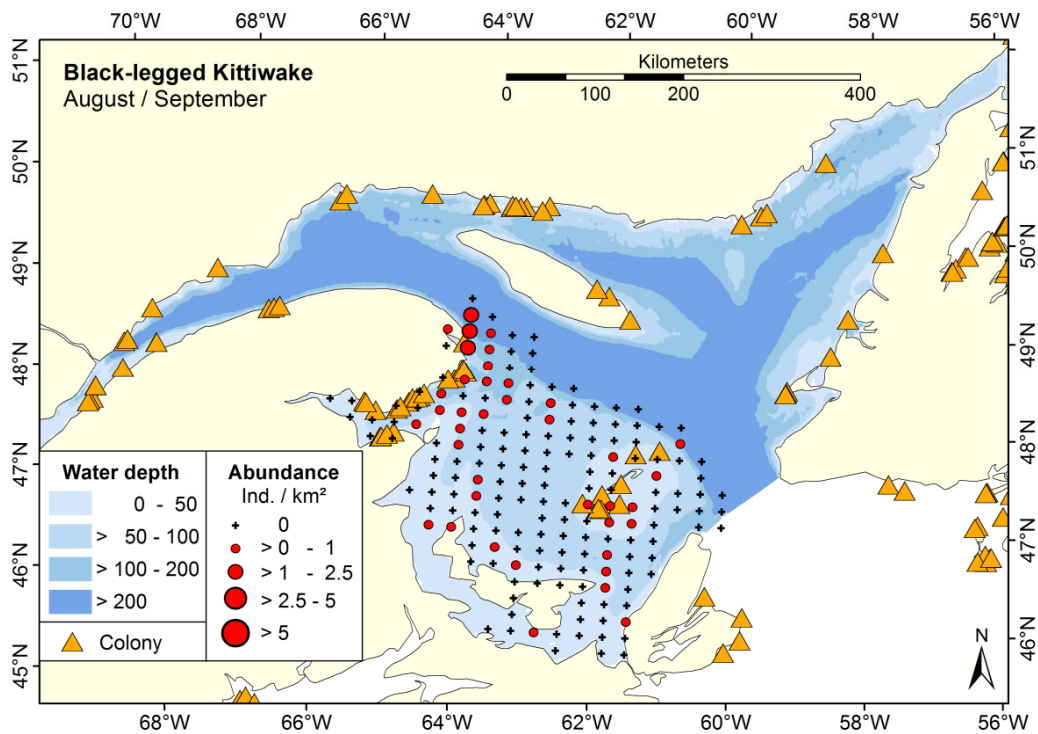 70°W 68°W 66°W 64°W 62°W 60°W 58°W 56°W
Black-legged Kittiwake
August / September
Kilometers
0 100 200 400
51°N
50°N
49°N
48°N
47°N
46°N
45°N
51°N
50°N
49°N
48°N
47°N
46°N
Water depth
0 - 50
> 50 - 100
> 100 - 200
> 200
Colony
Abundance
Ind. / km²
0
> 0 - 1
> 1 - 2.5
> 2.5 - 5
> 5
N
68°W 66°W 64°W 62°W 60°W 58°W 56°W